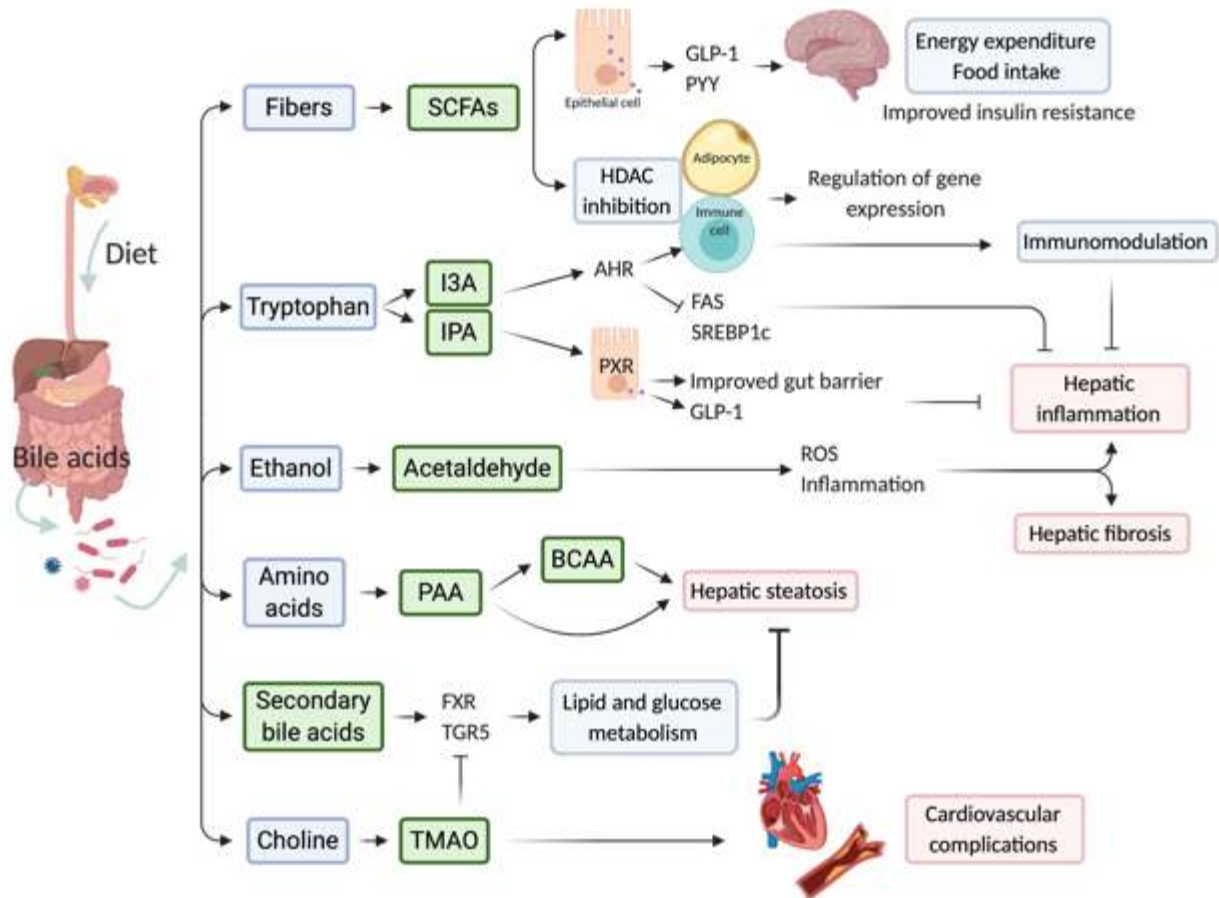 Diet
Bile acids
Fibers
SCFAs
Epithelial cell
GLP-1
PYY
Energy expenditure
Food intake
Improved insulin resistance
HDAC
inhibition
Adipocyte
Immune
cell
Regulation of gene
expression
Immunomodulation
Tryptophan
I3A
IPA
AHR
FAS
SREBP1c
PXR
Improved gut barrier
GLP-1
Hepatic
inflammation
Ethanol
Acetaldehyde
ROS
Inflammation
Hepatic fibrosis
Amino
acids
PAA
BCAA
Hepatic steatosis
Secondary
bile acids
FXR
TGR5
Lipid and glucose
metabolism
Choline
TMAO
Cardiovascular
complications